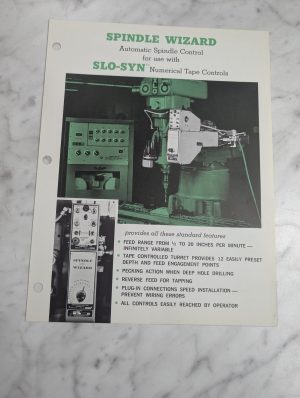 SPINDLE WIZARD
Automatic Spindle Control
for use with
SLO-SYN™ Numerical Tape Controls
SPINDLE
WIZARD
provides all these standard features
FEED RANGE FROM ½ TO 20 INCHES PER MINUTE—
INFINITELY VARIABLE
TAPE CONTROLLED TURRET PROVIDES 12 EASILY PRESET
DEPTH AND FEED ENGAGEMENT POINTS
PECKING ACTION WHEN DEEP HOLE DRILLING
REVERSE FEED FOR TAPPING
PLUG-IN CONNECTIONS SPEED INSTALLATION—
PREVENT WIRING ERRORS
ALL CONTROLS EASILY REACHED BY OPERATOR